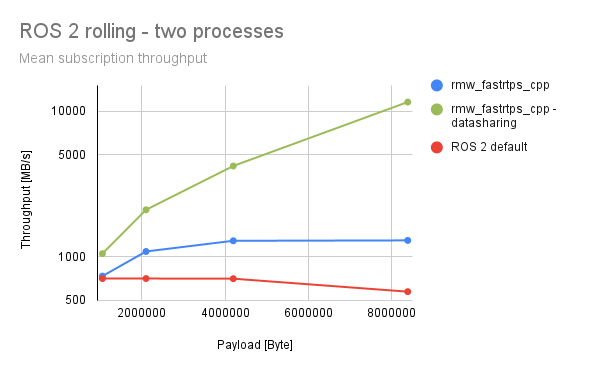 ROS 2 rolling - two processes
Mean subscription throughput
rmw_fastrtps_cpp
rmw_fastrtps_cpp -
datasharing
ROS 2 default
Throughput [MB/s]
10000
5000
1000
500
2000000 4000000 6000000 8000000
Payload [Byte]